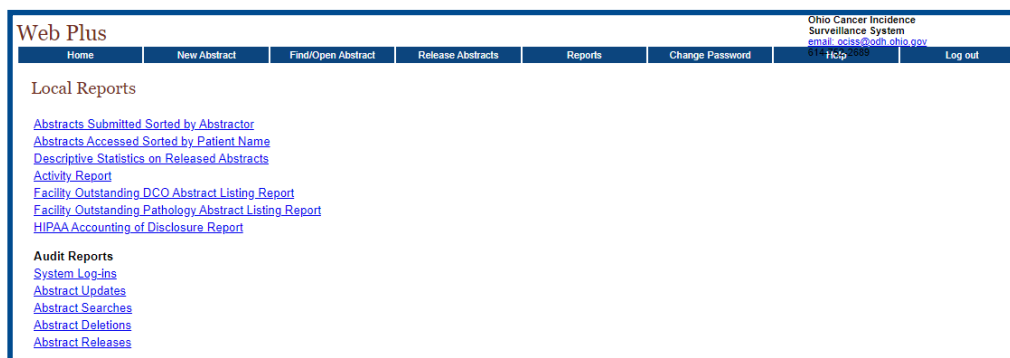 Web Plus
Ohio Cancer Incidence
Surveillance System
email: ociss@odh.ohio.gov
Home New Abstract Find/Open Abstract Release Abstracts Reports Change Password Help Log out
Local Reports
Abstracts Submitted Sorted by Abstractor
Abstracts Accessed Sorted by Patient Name
Descriptive Statistics on Released Abstracts
Activity Report
Facility Outstanding DCO Abstract Listing Report
Facility Outstanding Pathology Abstract Listing Report
HIPAA Accounting of Disclosure Report
Audit Reports
System Log-ins
Abstract Updates
Abstract Searches
Abstract Deletions
Abstract Releases